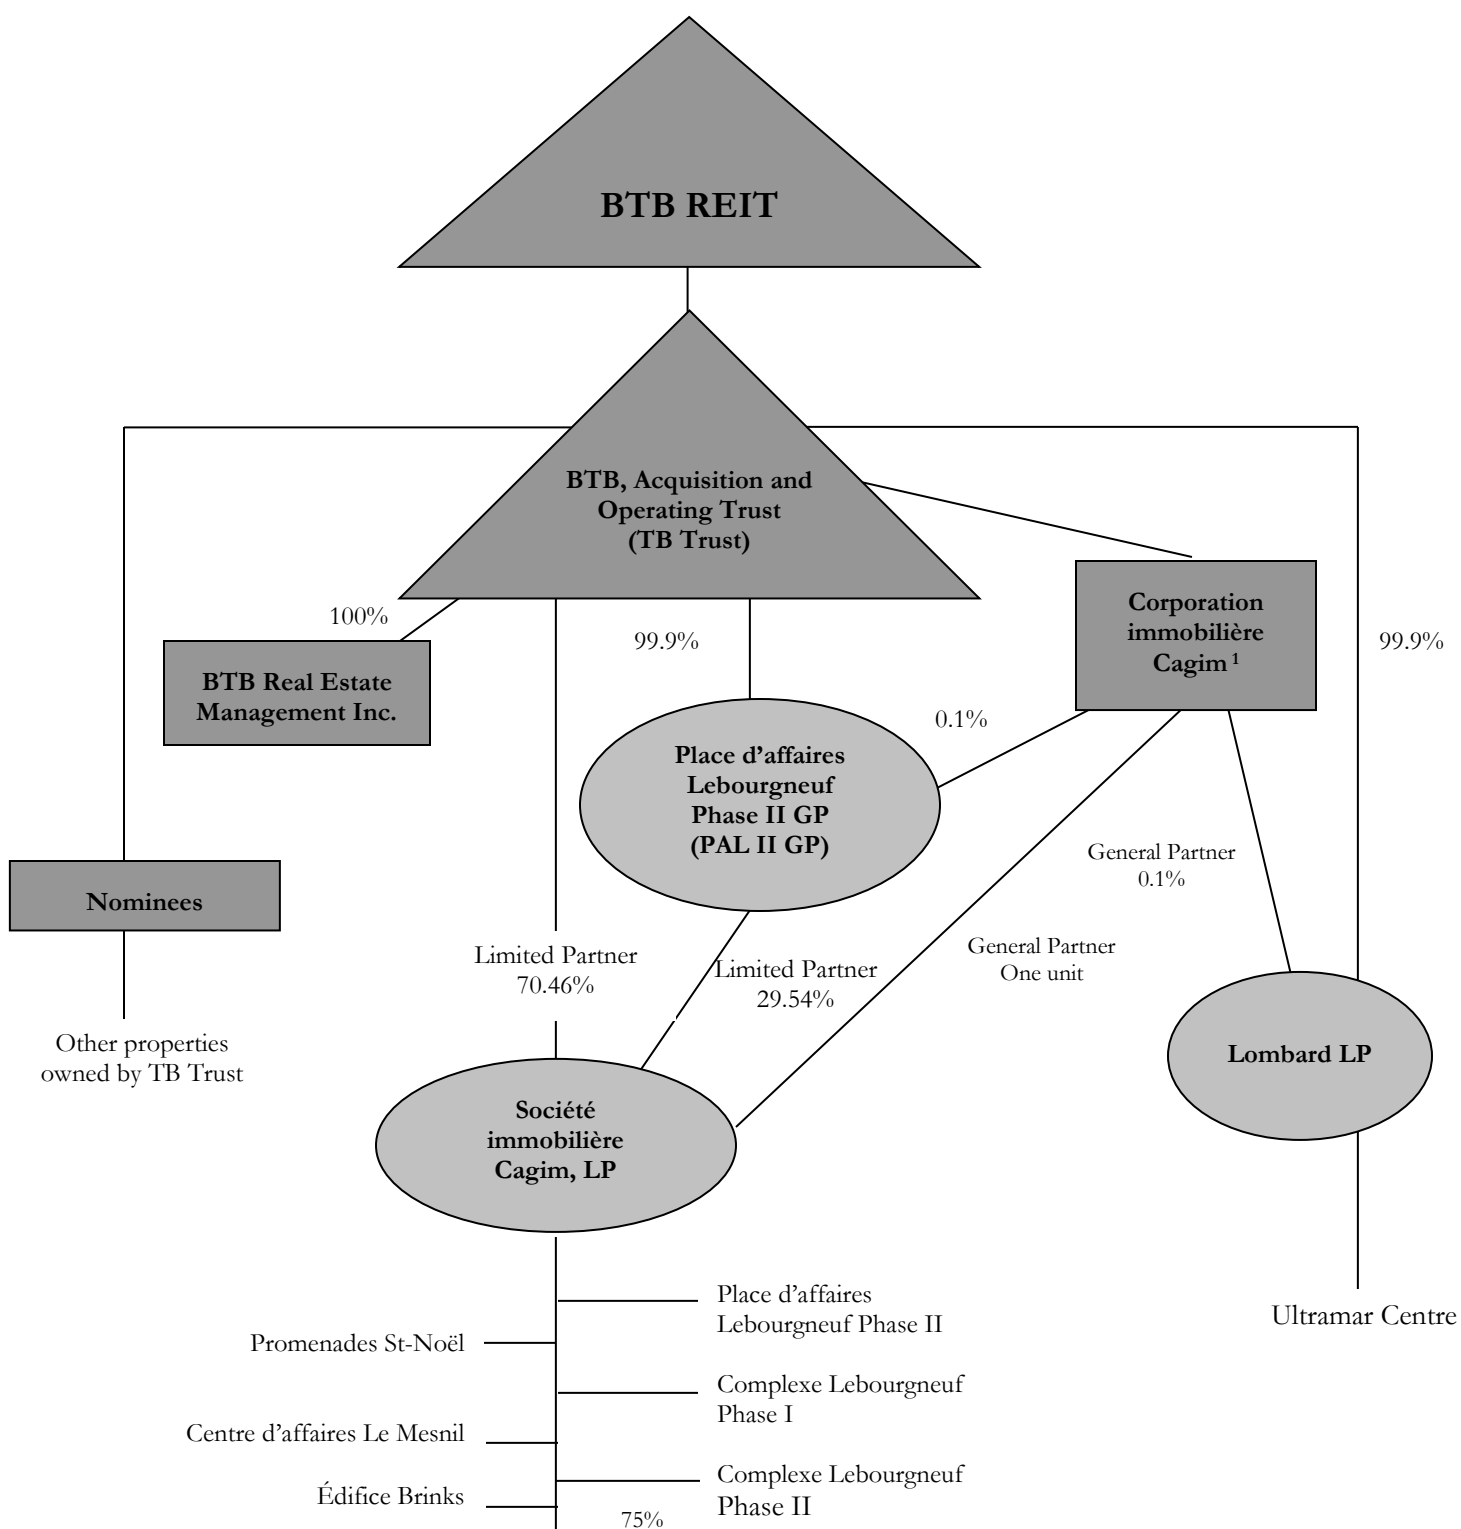 BTB REIT
BTB, Acquisition and
Operating Trust
(TB Trust)
100%
99.9%
Corporation
immobilière
Cagim ¹
99.9%
BTB Real Estate
Management Inc.
0.1%
Place d’affaires
Lebourgneuf
Phase II GP
(PAL II GP)
General Partner
0.1%
Nominees
Limited Partner
70.46%
Limited Partner
29.54%
General Partner
One unit
Other properties
owned by TB Trust
Lombard LP
Société
immobilière
Cagim, LP
Place d’affaires
Lebourgneuf Phase II
Ultramar Centre
Promenades St-Noël
Complexe Lebourgneuf
Phase I
Centre d’affaires Le Mesnil
Complexe Lebourgneuf
Phase II
Édifice Brinks
75%